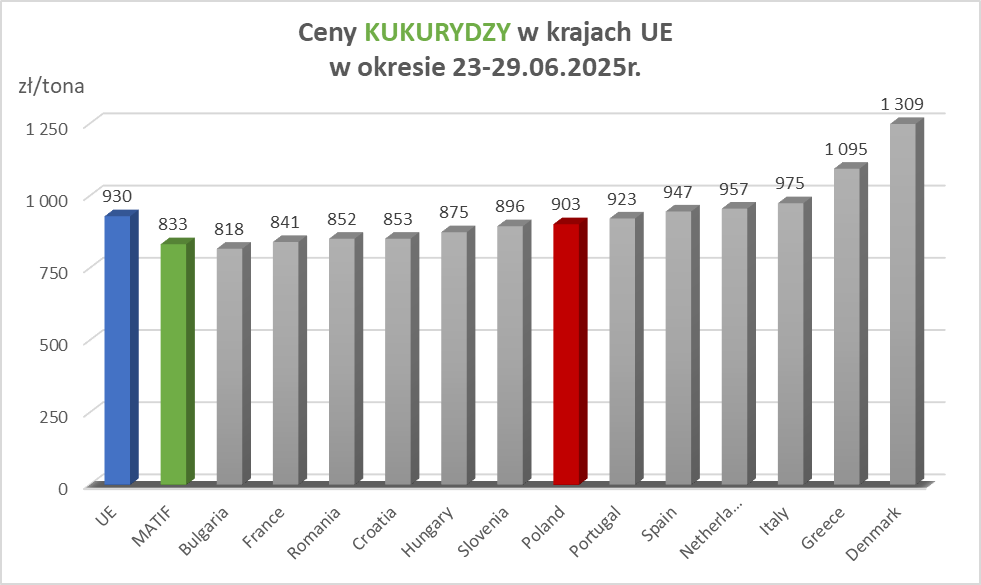 Ceny KUKURYDZY w krajach UE
w okresie 23-29.06.2025r.
zł/tona
1 250
1 000
750
500
250
0
930
833
818
841
852
853
875
896
903
923
947
957
975
1 095
1 309
UE
MATIF
Bulgaria
France
Romania
Croatia
Hungary
Slovenia
Poland
Portugal
Spain
Netherla...
Italy
Greece
Denmark